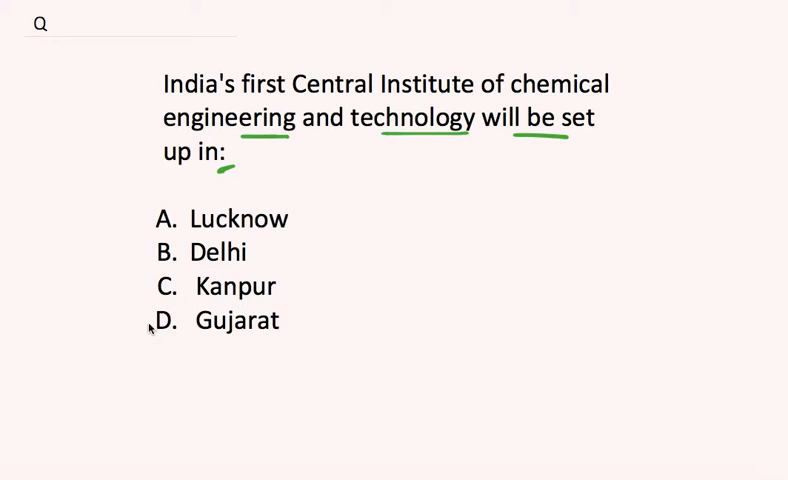 Q
India's first Central Institute of chemical
engineering and technology will be set
up in:
A. Lucknow
B. Delhi
C. Kanpur
D. Gujarat